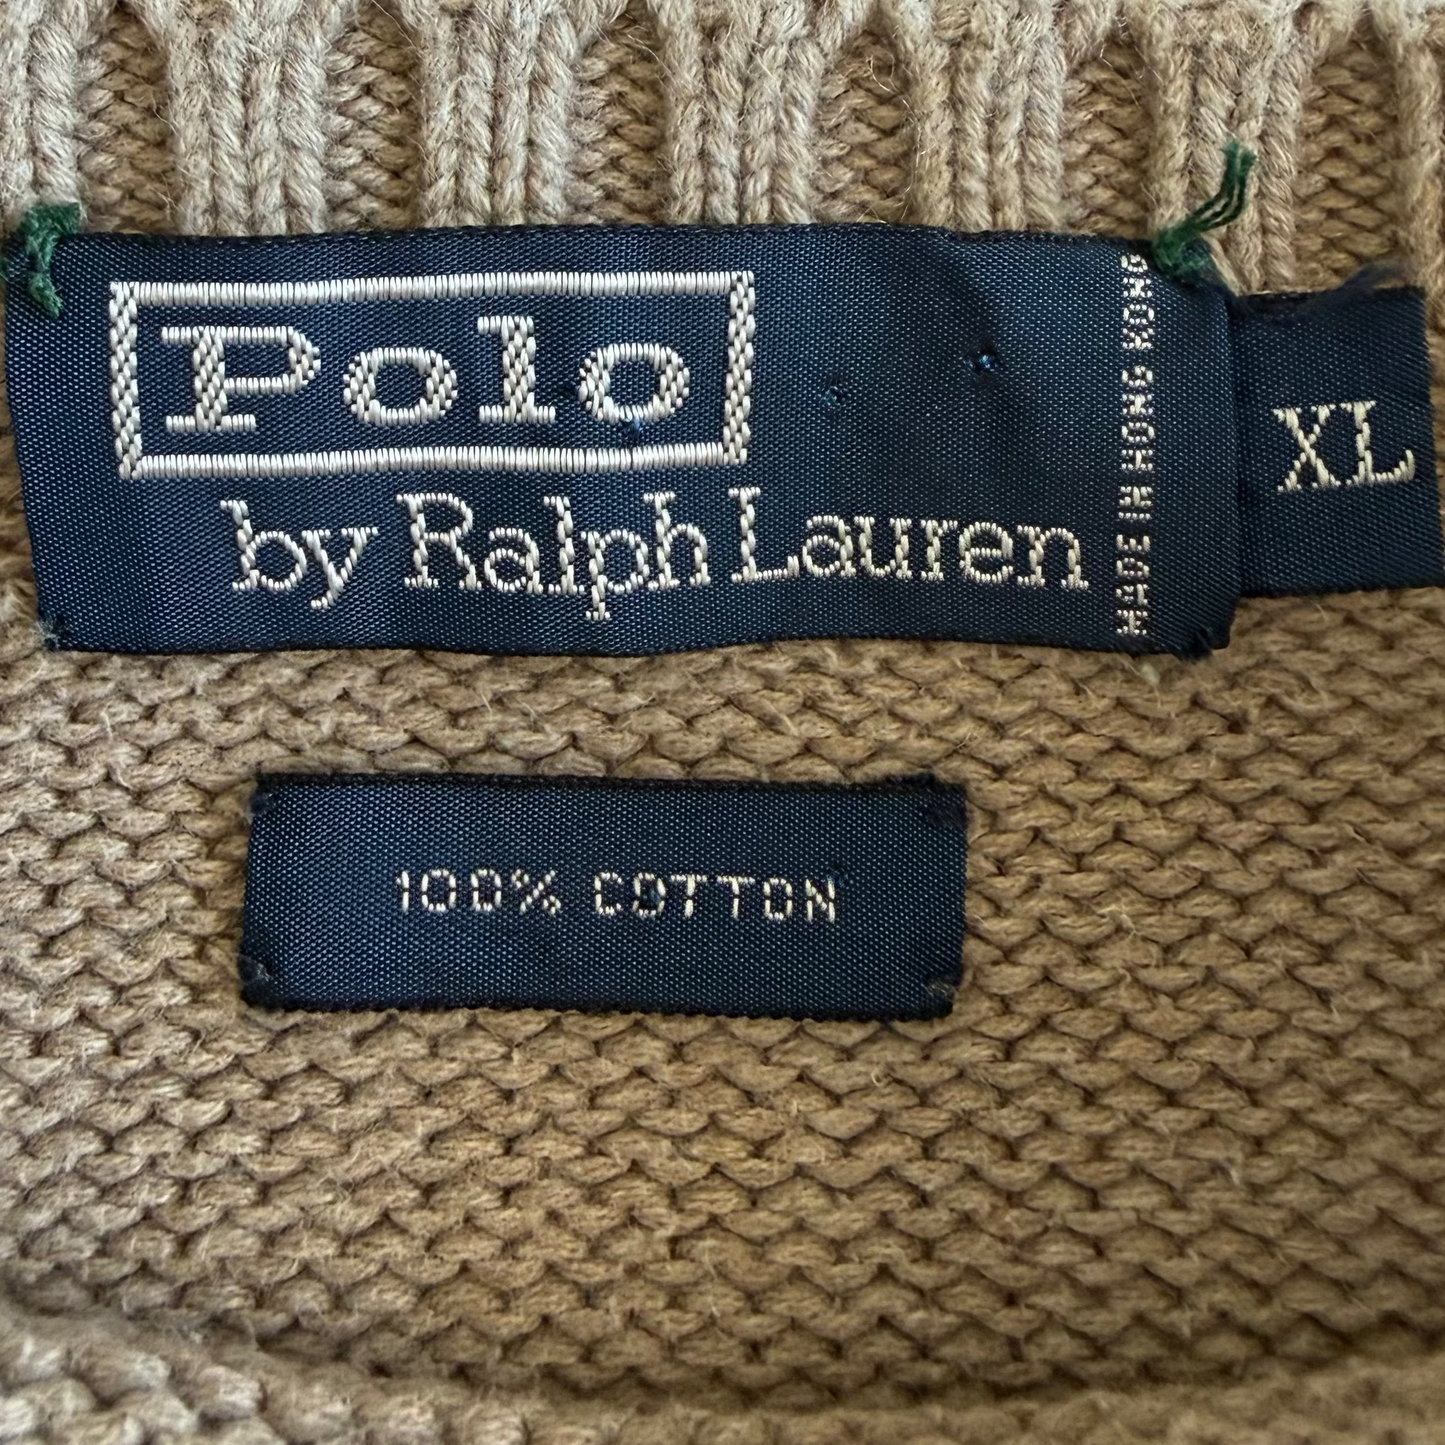 Polo
by Ralph Lauren
MADE IN HONG KONG
XL
100% COTTON